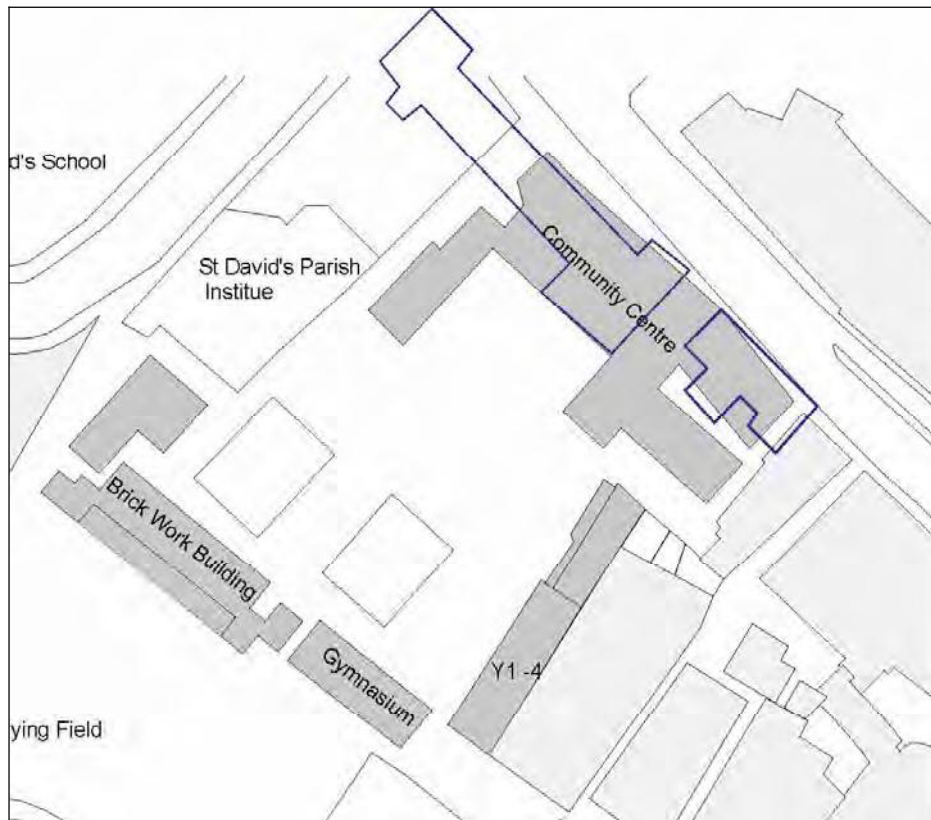 d's School
St David's Parish
Institue
Community Centre
Brick Work Building
Gymnasium
Y1 -4
ying Field